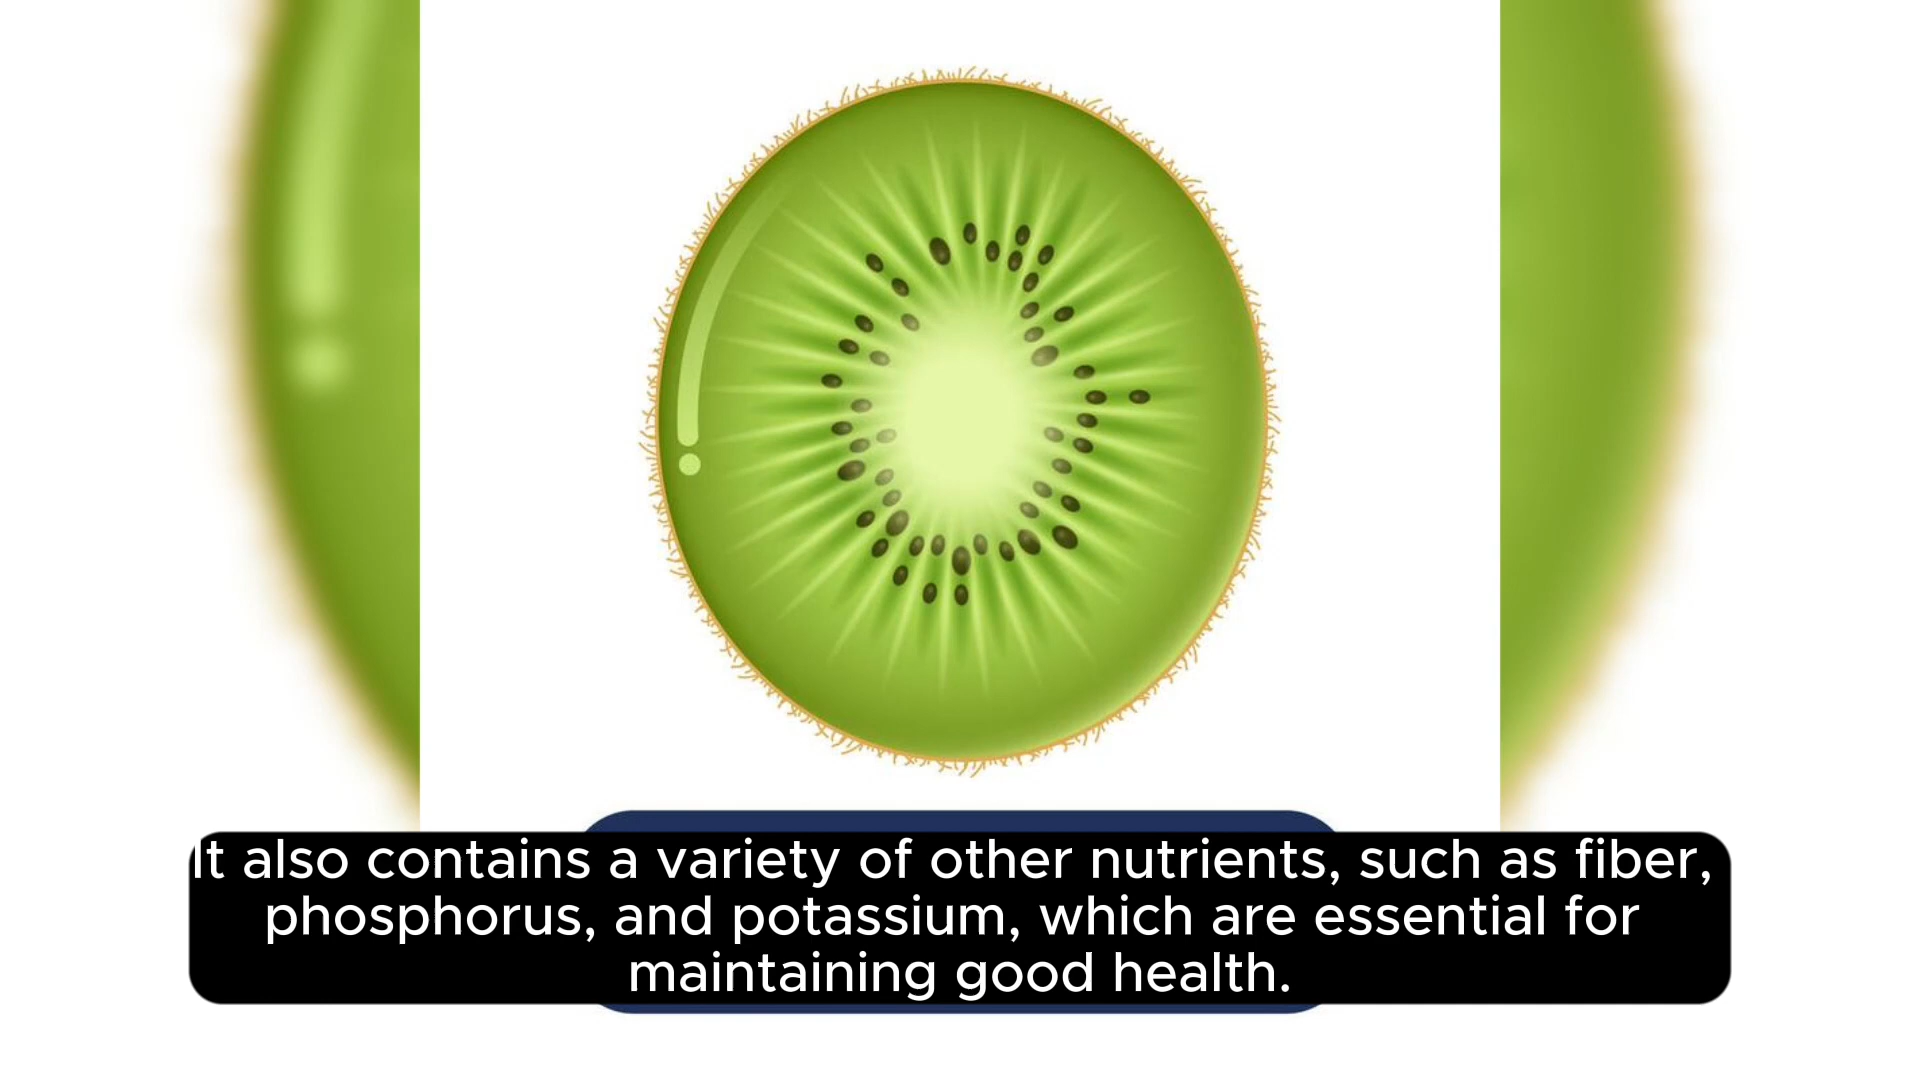 It also contains a variety of other nutrients, such as fiber,
phosphorus, and potassium, which are essential for
maintaining good health.